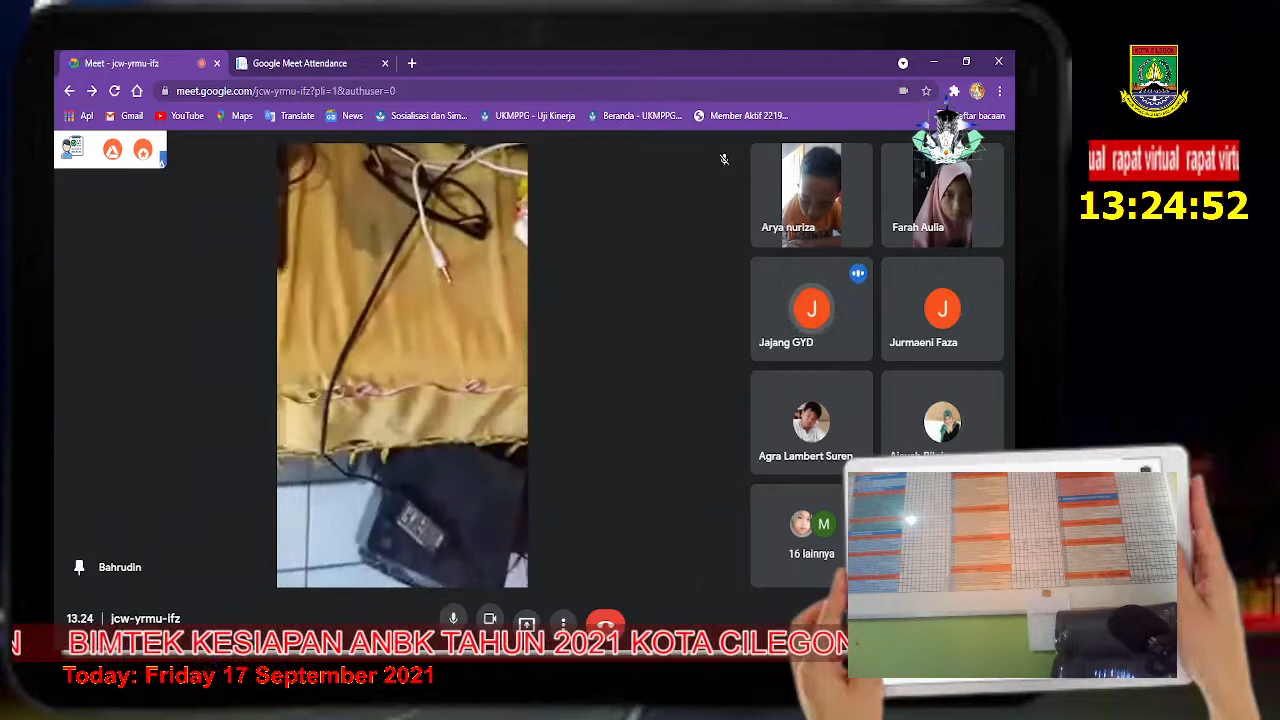 Meet - jcw-yrmu-ifz
Google Meet Attendance
meet.google.com/jcw-yrmu-ifz?pli=1&authuser=0
Apl
Gmail
YouTube
Maps
Translate
News
Sosialisasi dan Sim...
UKMPPG - Uji Kinerja
Beranda - UKMPPG...
Member Aktif 2219...
aftar bacaan
KOTA CILEGON
rapat virtual
13:24:52
Arya nuriza
Farah Aulia
J
Jajang GYD
J
Jurmaeni Faza
Agra Lambert Suren
M
16 lainnya
Bahrudin
13.24 | jcw-yrmu-ifz
N BIMTEK KESIAPAN ANBK TAHUN 2021 KOTA CILEGON
Today: Friday 17 September 2021